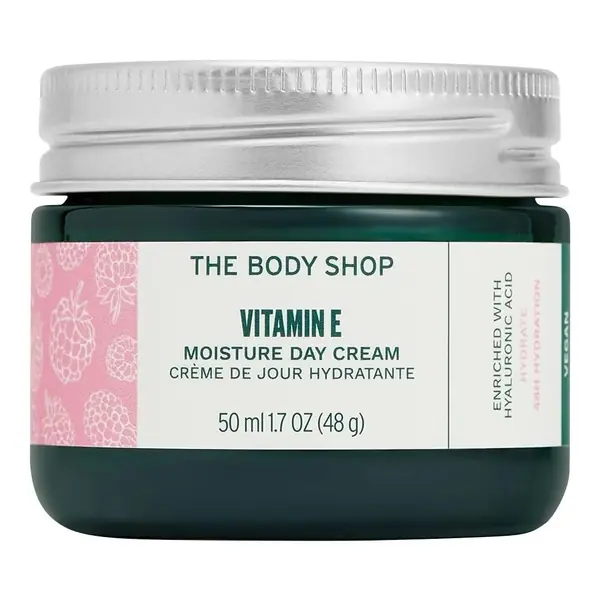 THE BODY SHOP
VITAMIN E
MOISTURE DAY CREAM
CRÈME DE JOUR HYDRATANTE
50 ml 1.7 OZ (48 g)
ENRICHED WITH
HYALURONIC ACID
HYDRATE
48H HYDRATION
VEGAN